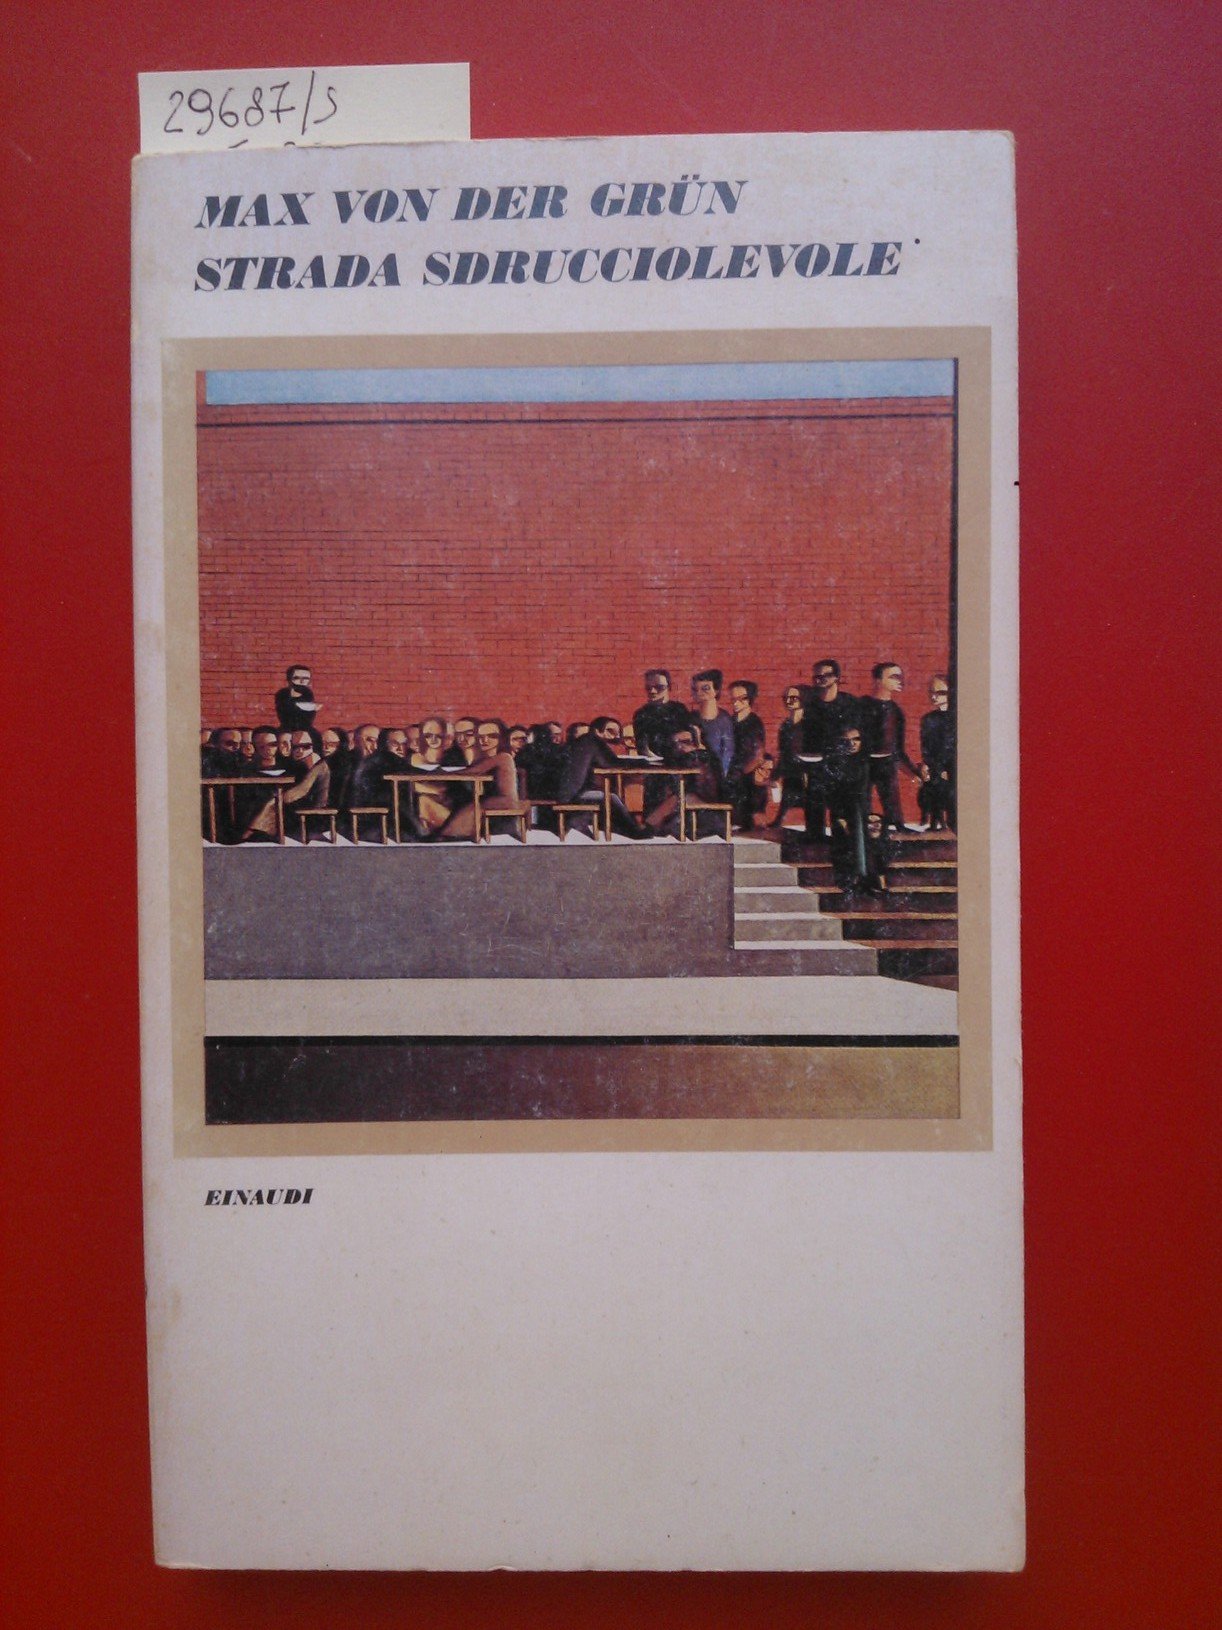 29687/S
MAX VON DER GRÜN
STRADA SDRUCCIOLEVOLE
EINAUDI